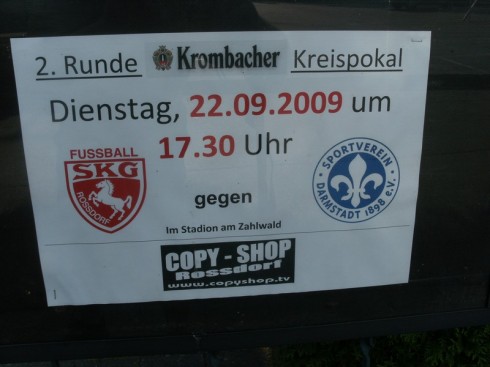 2. Runde Krombacher Kreispokal
Dienstag, 22.09.2009 um
17.30 Uhr
FUSSBALL
SKG
ROSSDORF
gegen
SPORTVEREIN
DARMSTADT 1898 e.V.
Im Stadion am Zahlwald
COPY - SHOP
Rossdorf
www.copyshop.tv